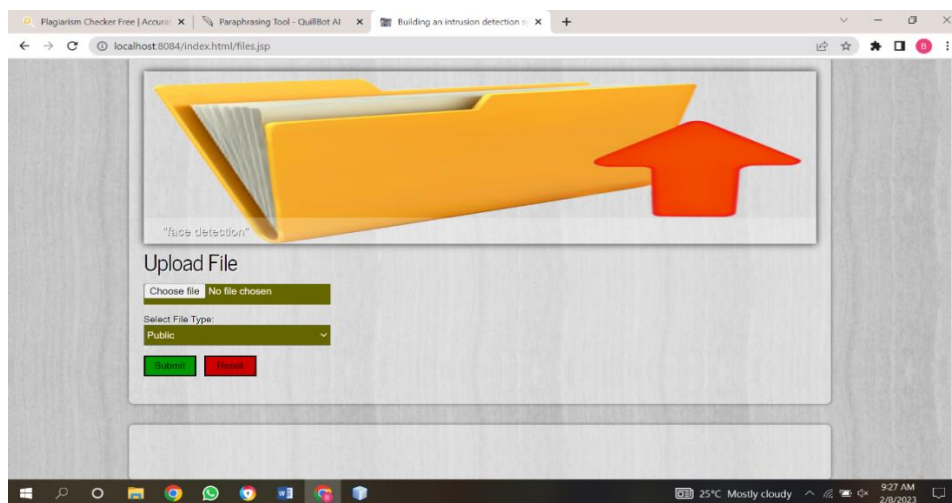 Plagiarism Checker Free | Accura
Paraphrasing Tool - QuillBot AI
Building an intrusion detection s
localhost:8084/index.html/files.jsp
B
"face detection"
Upload File
Choose file No file chosen
Select File Type:
Public
Submit Reset
25°C Mostly cloudy
9:27 AM
2/8/2023